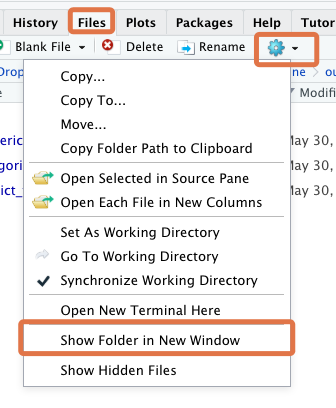 History Files Plots Packages Help Tutor
Blank File Delete Rename
Copy...
Copy To...
Move...
Copy Folder Path to Clipboard
Open Selected in Source Pane
Open Each File in New Columns
Set As Working Directory
Go To Working Directory
Synchronize Working Directory
Open New Terminal Here
Show Folder in New Window
Show Hidden Files
Drop
ne ou
e Modifi
eric May 30,
gori May 30,
ict_ May 30,